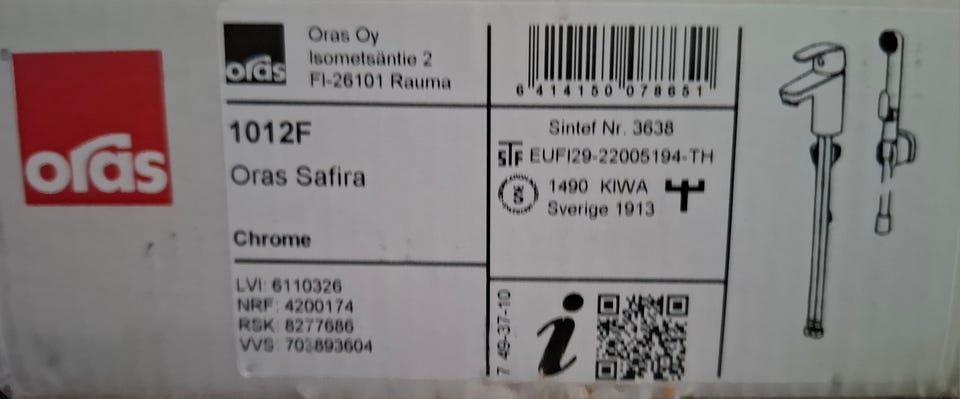 oras
oras
Oras Oy
Isometsäntie 2
FI-26101 Rauma
1012F
Oras Safira
Chrome
LVI: 6110326
NRF: 4200174
RSK: 8277686
VVS: 703893604
6 414150 078651
Sintef Nr. 3638
STF EUFI29-22005194-TH
S
1490 KIWA
Sverige 1913
7 49-37-10
i